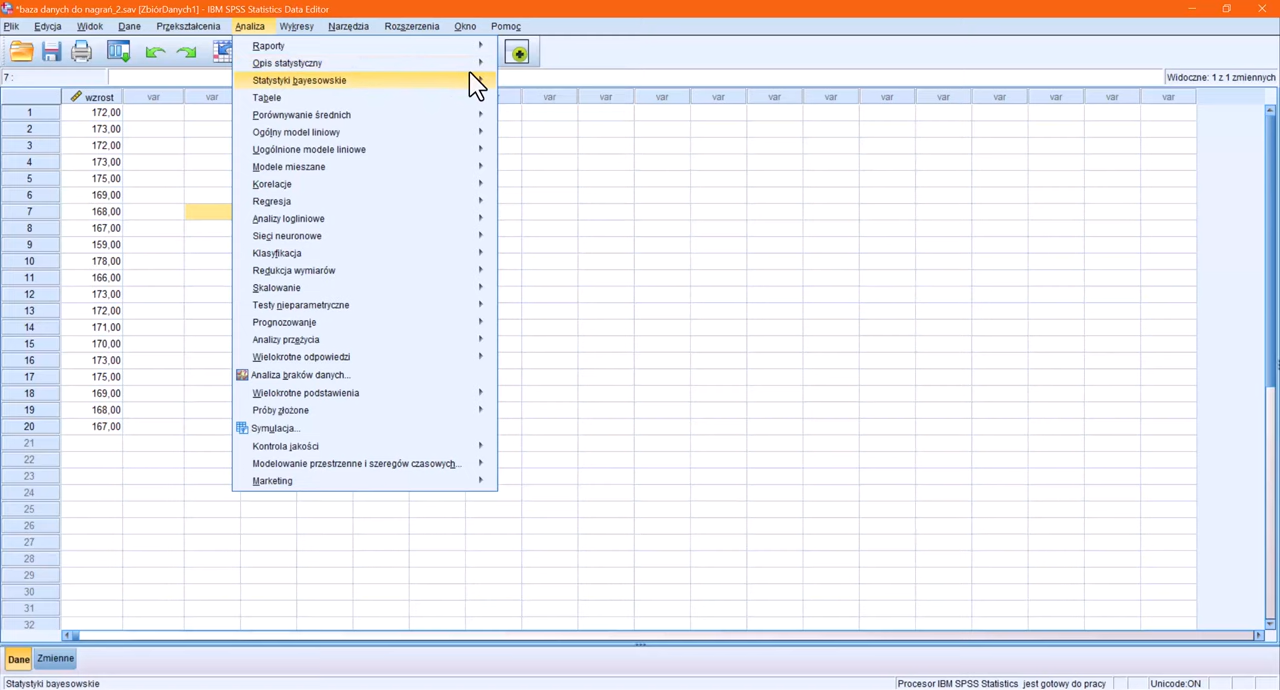 *baza danych do nagrań_2.sav [ZbiórDanych1] - IBM SPSS Statistics Data Editor
Plik Edycja Widok Dane Przekształcenia Analiza Wykresy Narzędzia Rozszerzenia Okno Pomoc
7 :
Widoczne: 1 z 1 zmiennych
Raporty
Opis statystyczny
Statystyki bayesowskie
Tabele
Porównywanie średnich
Ogólny model liniowy
Uogólnione modele liniowe
Modele mieszane
Korelacje
Regresja
Analizy logliniowe
Sieci neuronowe
Klasyfikacja
Redukcja wymiarów
Skalowanie
Testy nieparametryczne
Prognozowanie
Analizy przeżycia
Wielokrotne odpowiedzi
Analiza braków danych...
Wielokrotne podstawienia
Próby złożone
Symulacja...
Kontrola jakości
Modelowanie przestrzenne i szeregów czasowych...
Marketing
wzrost var var var var var var var var var var var var var var
1 172,00
2 173,00
3 172,00
4 173,00
5 175,00
6 169,00
7 168,00
8 167,00
9 159,00
10 178,00
11 166,00
12 173,00
13 172,00
14 171,00
15 170,00
16 173,00
17 175,00
18 169,00
19 168,00
20 167,00
21
22
23
24
25
26
27
28
29
30
31
32
Dane Zmienne
Statystyki bayesowskie
Procesor IBM SPSS Statistics jest gotowy do pracy
Unicode:ON